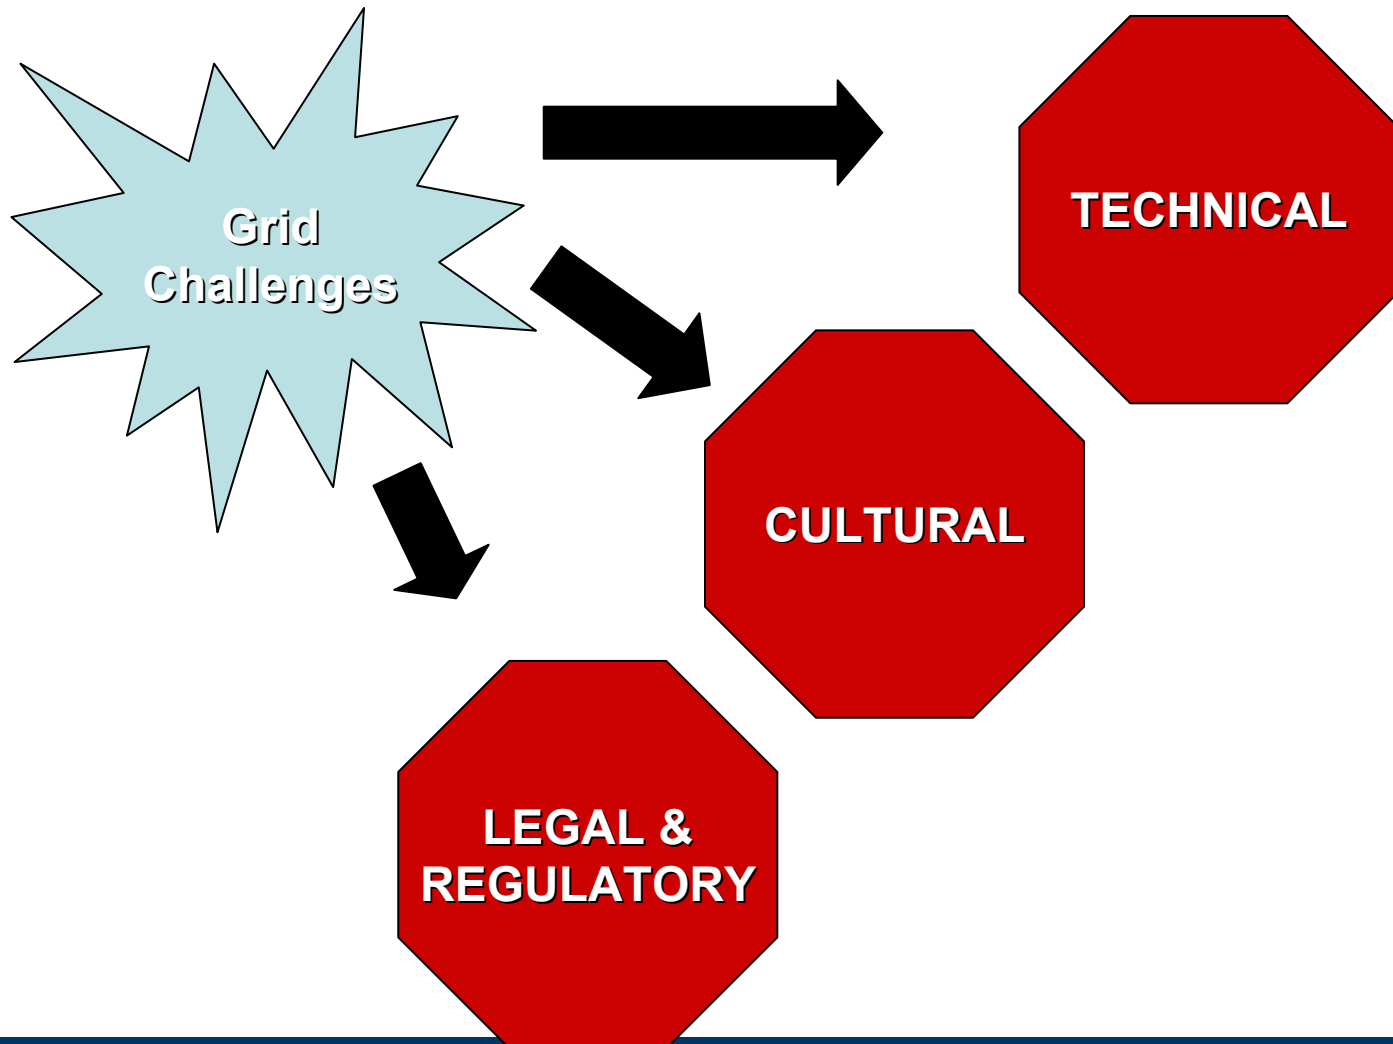 Grid
Challenges
TECHNICAL
CULTURAL
LEGAL &
REGULATORY